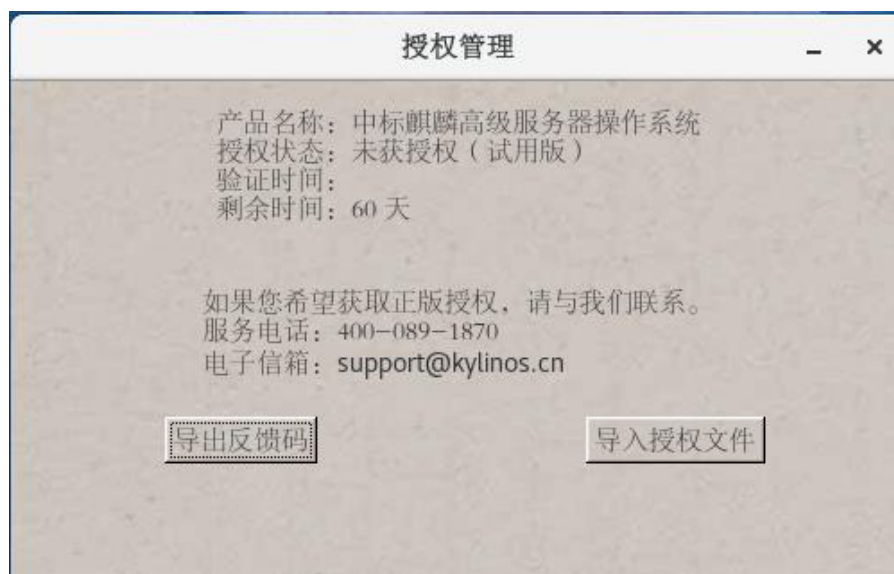 授权管理
产品名称：中标麒麟高级服务器操作系统
授权状态：未获授权（试用版）
验证时间：
剩余时间：60 天
如果您希望获取正版授权，请与我们联系。
服务电话：400-089-1870
电子信箱：support@kylinos.cn
导出反馈码
导入授权文件